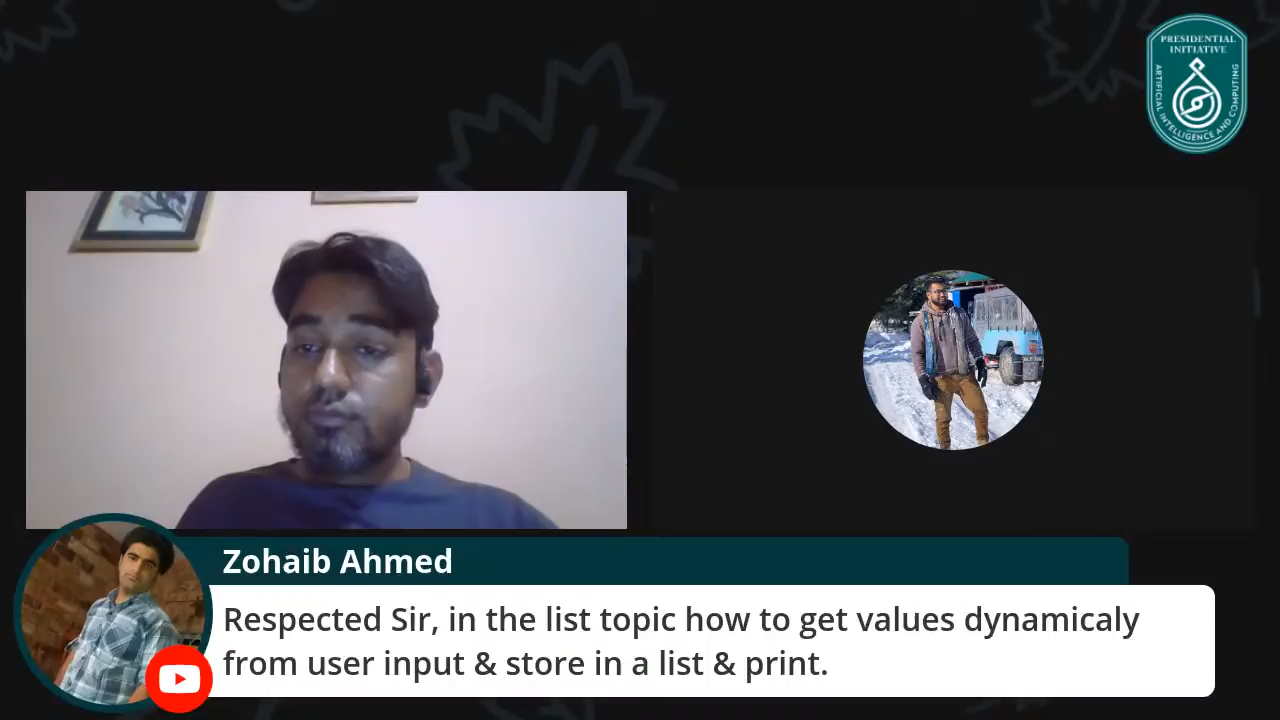 PRESIDENTIAL
INITIATIVE
ARTIFICIAL INTELLIGENCE AND COMPUTING
Zohaib Ahmed
Respected Sir, in the list topic how to get values dynamicaly
from user input & store in a list & print.